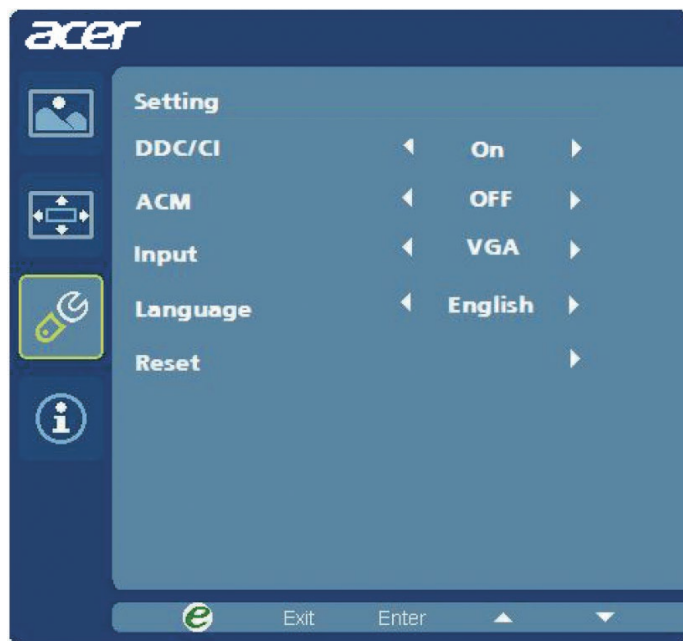 acer
Setting
DDC/CI On
ACM OFF
Input VGA
Language English
Reset
e Exit Enter